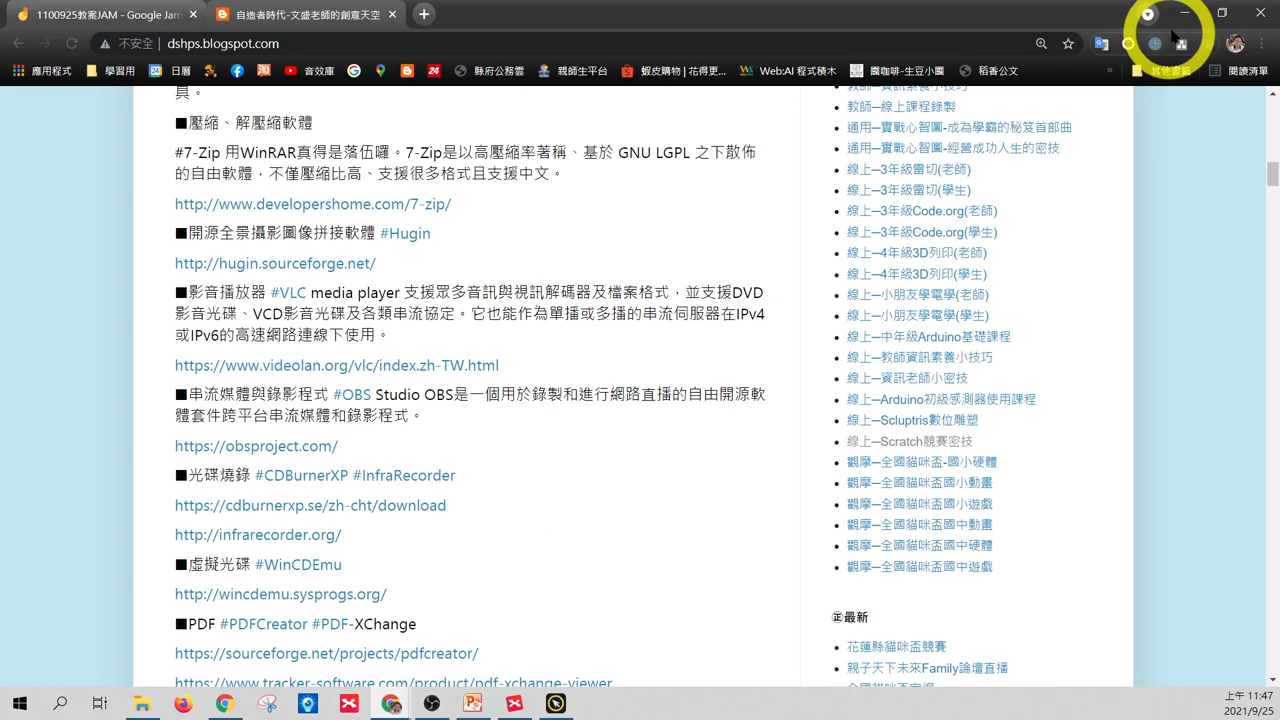 1100925教案JAM - Google Jam
自造者時代-文盛老師的創意天空
不安全 | dshps.blogspot.com
應用程式 學習用 日曆 音效庫 府公雲雲 親師生平台 蝦皮購物 | 花得更... Web:AI 程式積木 國咖啡-生豆小園 稻香公文 » 其他書籤 閱讀清單
具。
■壓縮、解壓縮軟體
#7-Zip 用WinRAR真得是落伍囉。7-Zip是以高壓縮率著稱、基於 GNU LGPL 之下散佈
的自由軟體，不僅壓縮比高、支援很多格式且支援中文。
http://www.developershome.com/7-zip/
■開源全景攝影圖像拼接軟體 #Hugin
http://hugin.sourceforge.net/
■影音播放器 #VLC media player 支援眾多音訊與視訊解碼器及檔案格式，並支援DVD
影音光碟、VCD影音光碟及各類串流協定。它也能作為單播或多播的串流伺服器在IPv4
或IPv6的高速網路連線下使用。
https://www.videolan.org/vlc/index.zh-TW.html
■串流媒體與錄影程式 #OBS Studio OBS是一個用於錄製和進行網路直播的自由開源軟
體套件跨平台串流媒體和錄影程式。
https://obsproject.com/
■光碟燒錄 #CDBurnerXP #InfraRecorder
https://cdburnerxp.se/zh-cht/download
http://infrarecorder.org/
■虛擬光碟 #WinCDEmu
http://wincdemu.sysprogs.org/
■PDF #PDFCreator #PDF-XChange
https://sourceforge.net/projects/pdfcreator/
https://www.tracker-software.com/product/pdf-xchange-viewer
教師—資訊素養小技巧
教師—線上課程錄製
通用—實戰心智圖-成為學霸的秘笈首部曲
通用—實戰心智圖-經營成功人生的密技
線上—3年級雷切(老師)
線上—3年級雷切(學生)
線上—3年級Code.org(老師)
線上—3年級Code.org(學生)
線上—4年級3D列印(老師)
線上—4年級3D列印(學生)
線上—小朋友學電學(老師)
線上—小朋友學電學(學生)
線上—中年級Arduino基礎課程
線上—教師資訊素養小技巧
線上—資訊老師小密技
線上—Arduino初級感測器使用課程
線上—Scluptris數位雕塑
線上—Scratch競賽密技
觀摩—全國貓咪盃-國小硬體
觀摩—全國貓咪盃國小動畫
觀摩—全國貓咪盃國小遊戲
觀摩—全國貓咪盃國中動畫
觀摩—全國貓咪盃國中硬體
觀摩—全國貓咪盃國中遊戲
㊣最新
花蓮縣貓咪盃競賽
親子天下未來Family論壇直播
全國貓咪盃官網
上午 11:47
2021/9/25